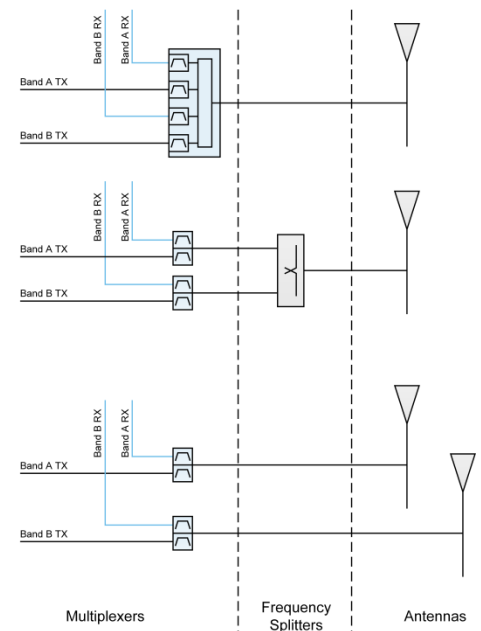 Band B RX
Band A RX
Band A TX
Band B TX
Band B RX
Band A RX
Band A TX
Band B TX
Band B RX
Band A RX
Band A TX
Band B TX
Multiplexers
Frequency
Splitters
Antennas